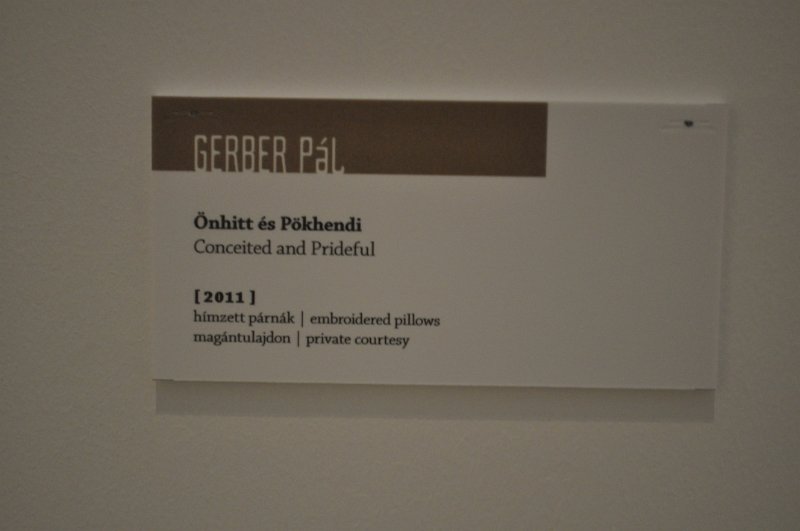 GERBER Pál
Önhitt és Pökhendi
Conceited and Prideful
[ 2011 ]
hímzett párnák | embroidered pillows
magántulajdon | private courtesy